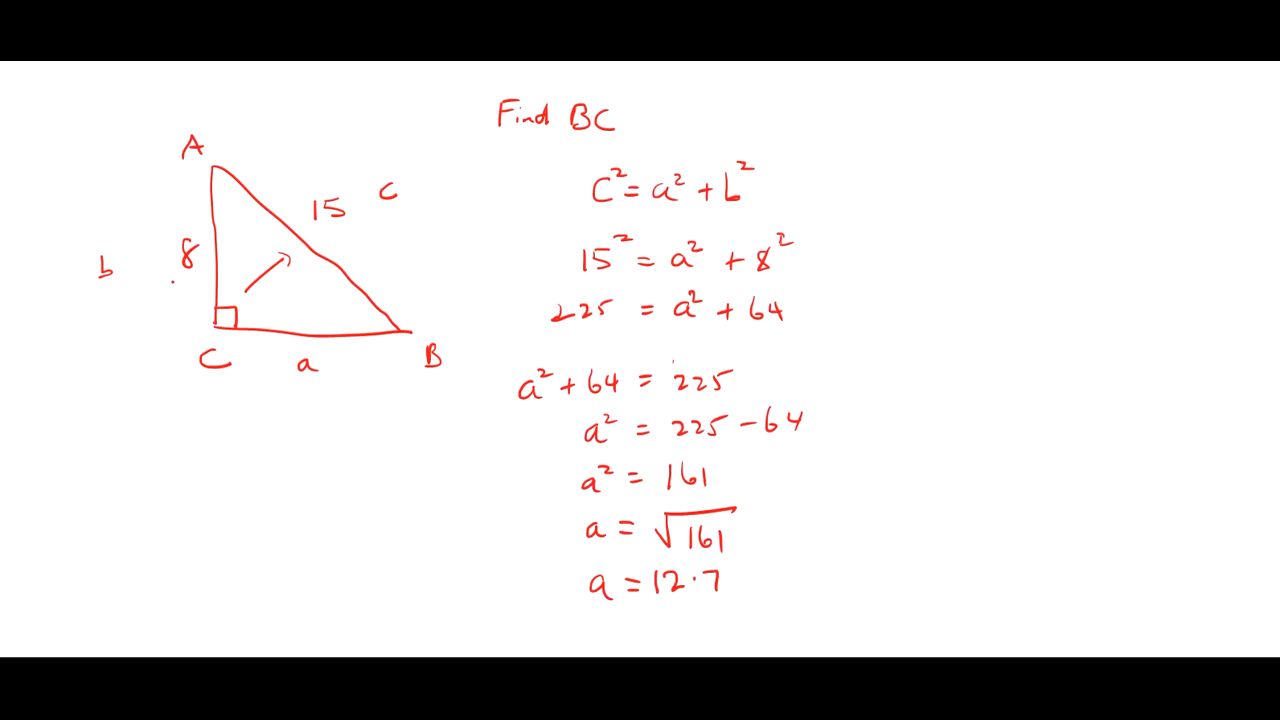 Find BC
A
15 c
8
b
C a B
C² = a² + b²
15² = a² + 8²
225 = a² + 64
a² + 64 = 225
a² = 225 - 64
a² = 161
a = √161
a = 12.7